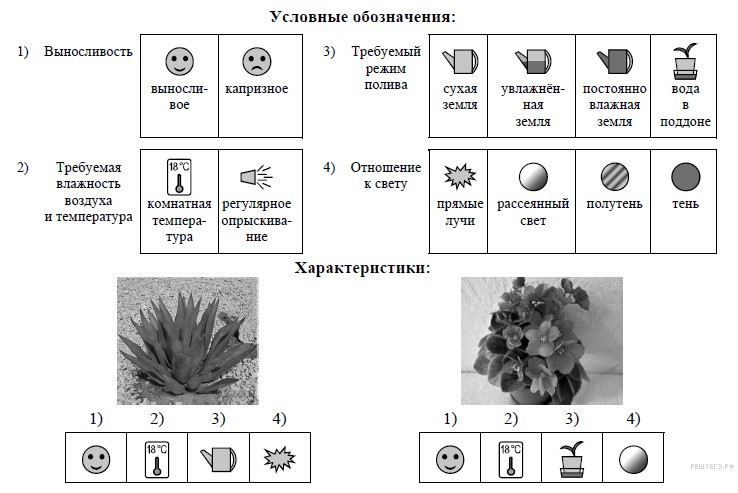 Условные обозначения:
1) Выносливость
выносли-
вое
капризное
3) Требуемый
режим
полива
сухая
земля
увлажнён-
ная
земля
постоянно
влажная
земля
вода
в
поддоне
2) Требуемая
влажность
воздуха
и температура
18°C
комнатная
темпера-
тура
регулярное
опрыскива-
ние
4) Отношение
к свету
прямые
лучи
рассеянный
свет
полутень
тень
Характеристики:
1) 2) 3) 4)
18°C
1) 2) 3) 4)
18°C
РЕШУЕГЭ.РФ